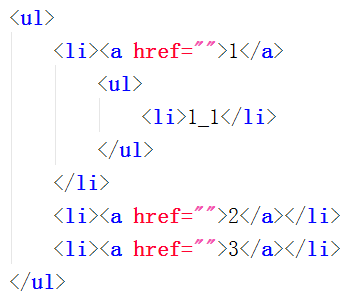 <ul>
    <li><a href="">1</a>
        <ul>
            <li>1_1</li>
        </ul>
    </li>
    <li><a href="">2</a></li>
    <li><a href="">3</a></li>
</ul>